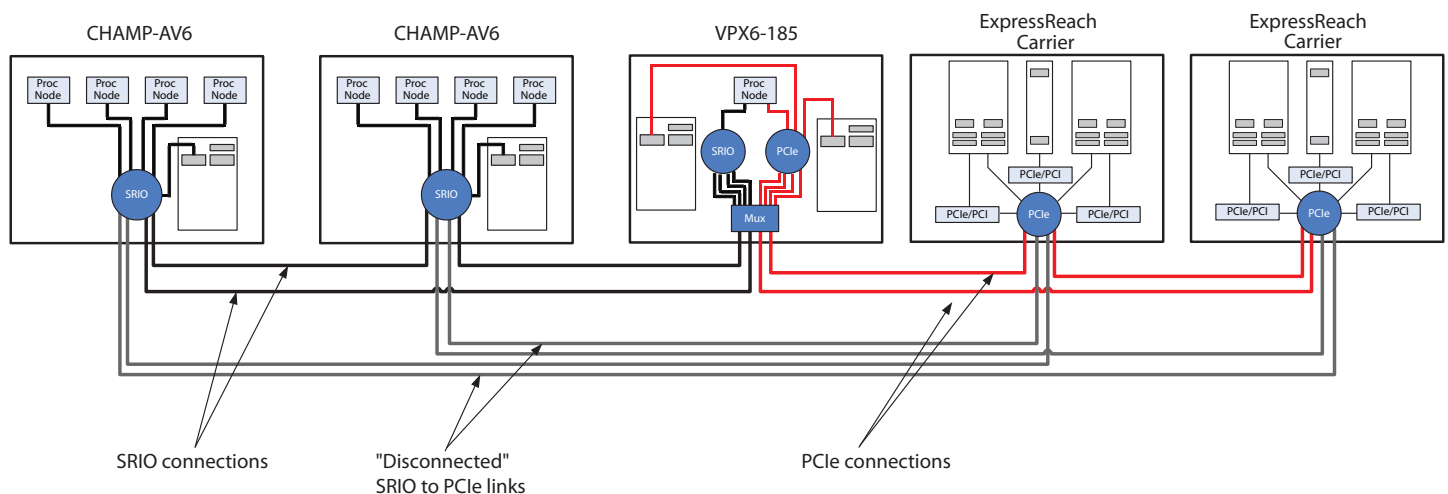 CHAMP-AV6
CHAMP-AV6
VPX6-185
ExpressReach
Carrier
ExpressReach
Carrier
Proc
Node
Proc
Node
Proc
Node
Proc
Node
SRIO
Proc
Node
Proc
Node
Proc
Node
Proc
Node
SRIO
Proc
Node
SRIO
PCIe
Mux
PCIe/PCI
PCIe/PCI
PCIe
PCIe/PCI
PCIe/PCI
PCIe/PCI
PCIe
PCIe/PCI
SRIO connections
"Disconnected"
SRIO to PCIe links
PCIe connections